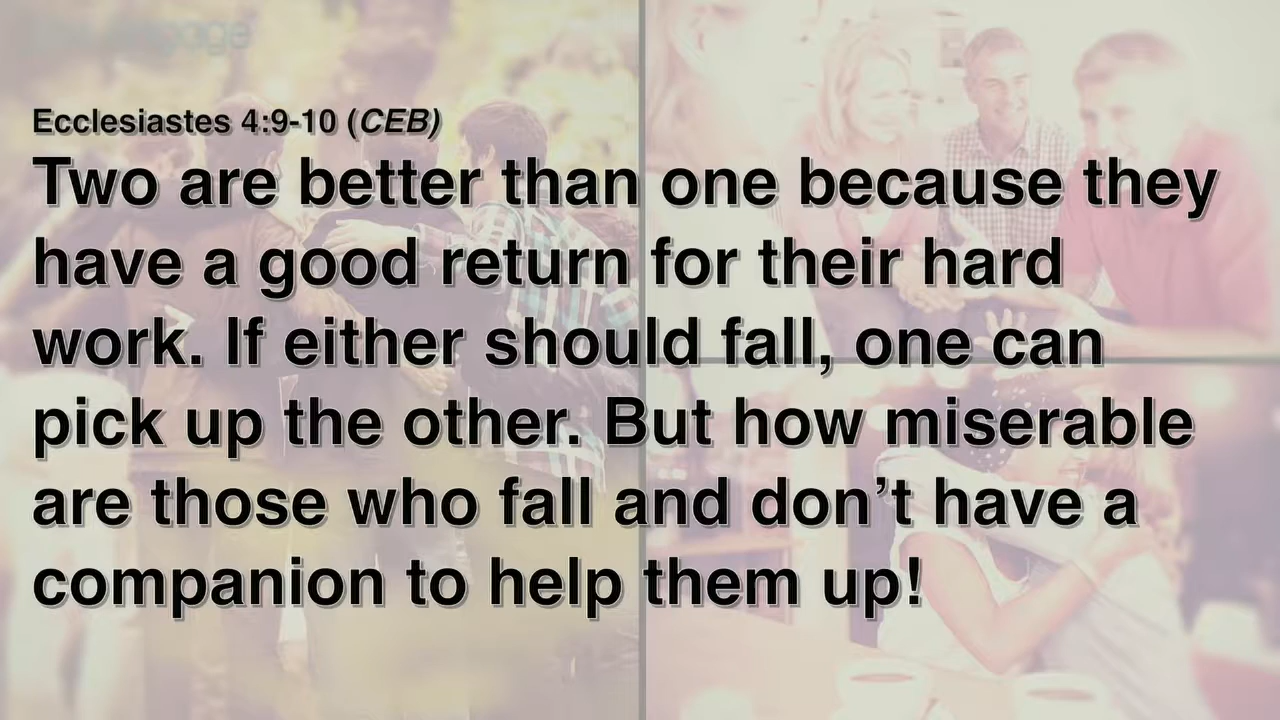 Ecclesiastes 4:9-10 (CEB)
Two are better than one because they
have a good return for their hard
work. If either should fall, one can
pick up the other. But how miserable
are those who fall and don’t have a
companion to help them up!